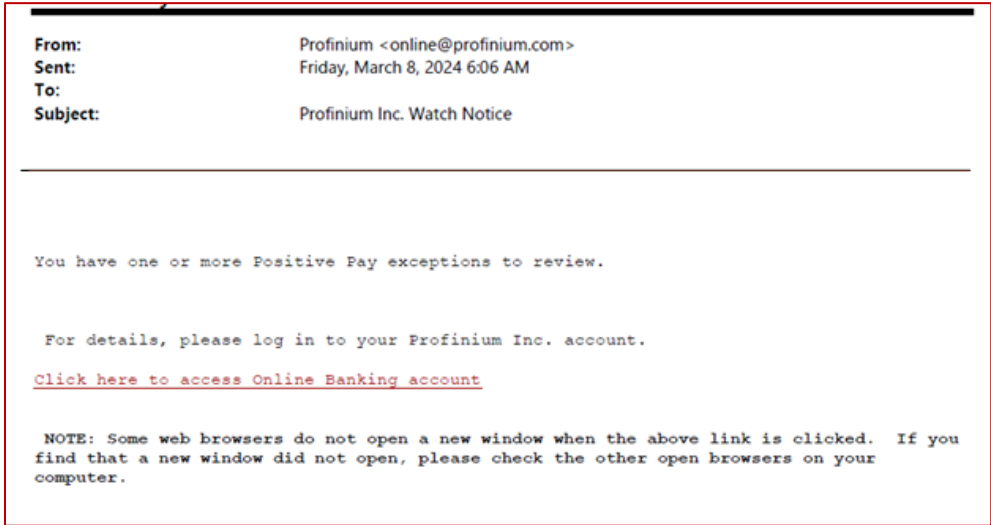 From: Profinium <online@profinium.com>
Sent: Friday, March 8, 2024 6:06 AM
To:
Subject: Profinium Inc. Watch Notice
You have one or more Positive Pay exceptions to review.
For details, please log in to your Profinium Inc. account.
Click here to access Online Banking account
NOTE: Some web browsers do not open a new window when the above link is clicked. If you
find that a new window did not open, please check the other open browsers on your
computer.